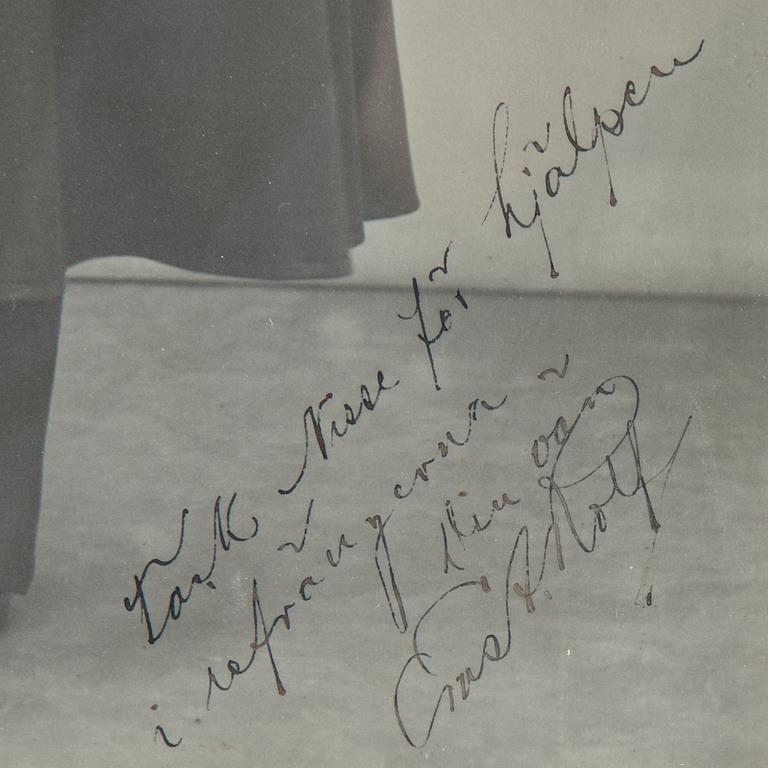 Tack Nisse för hjälpen
i refrängerna
Din vän
Ernst Rolf